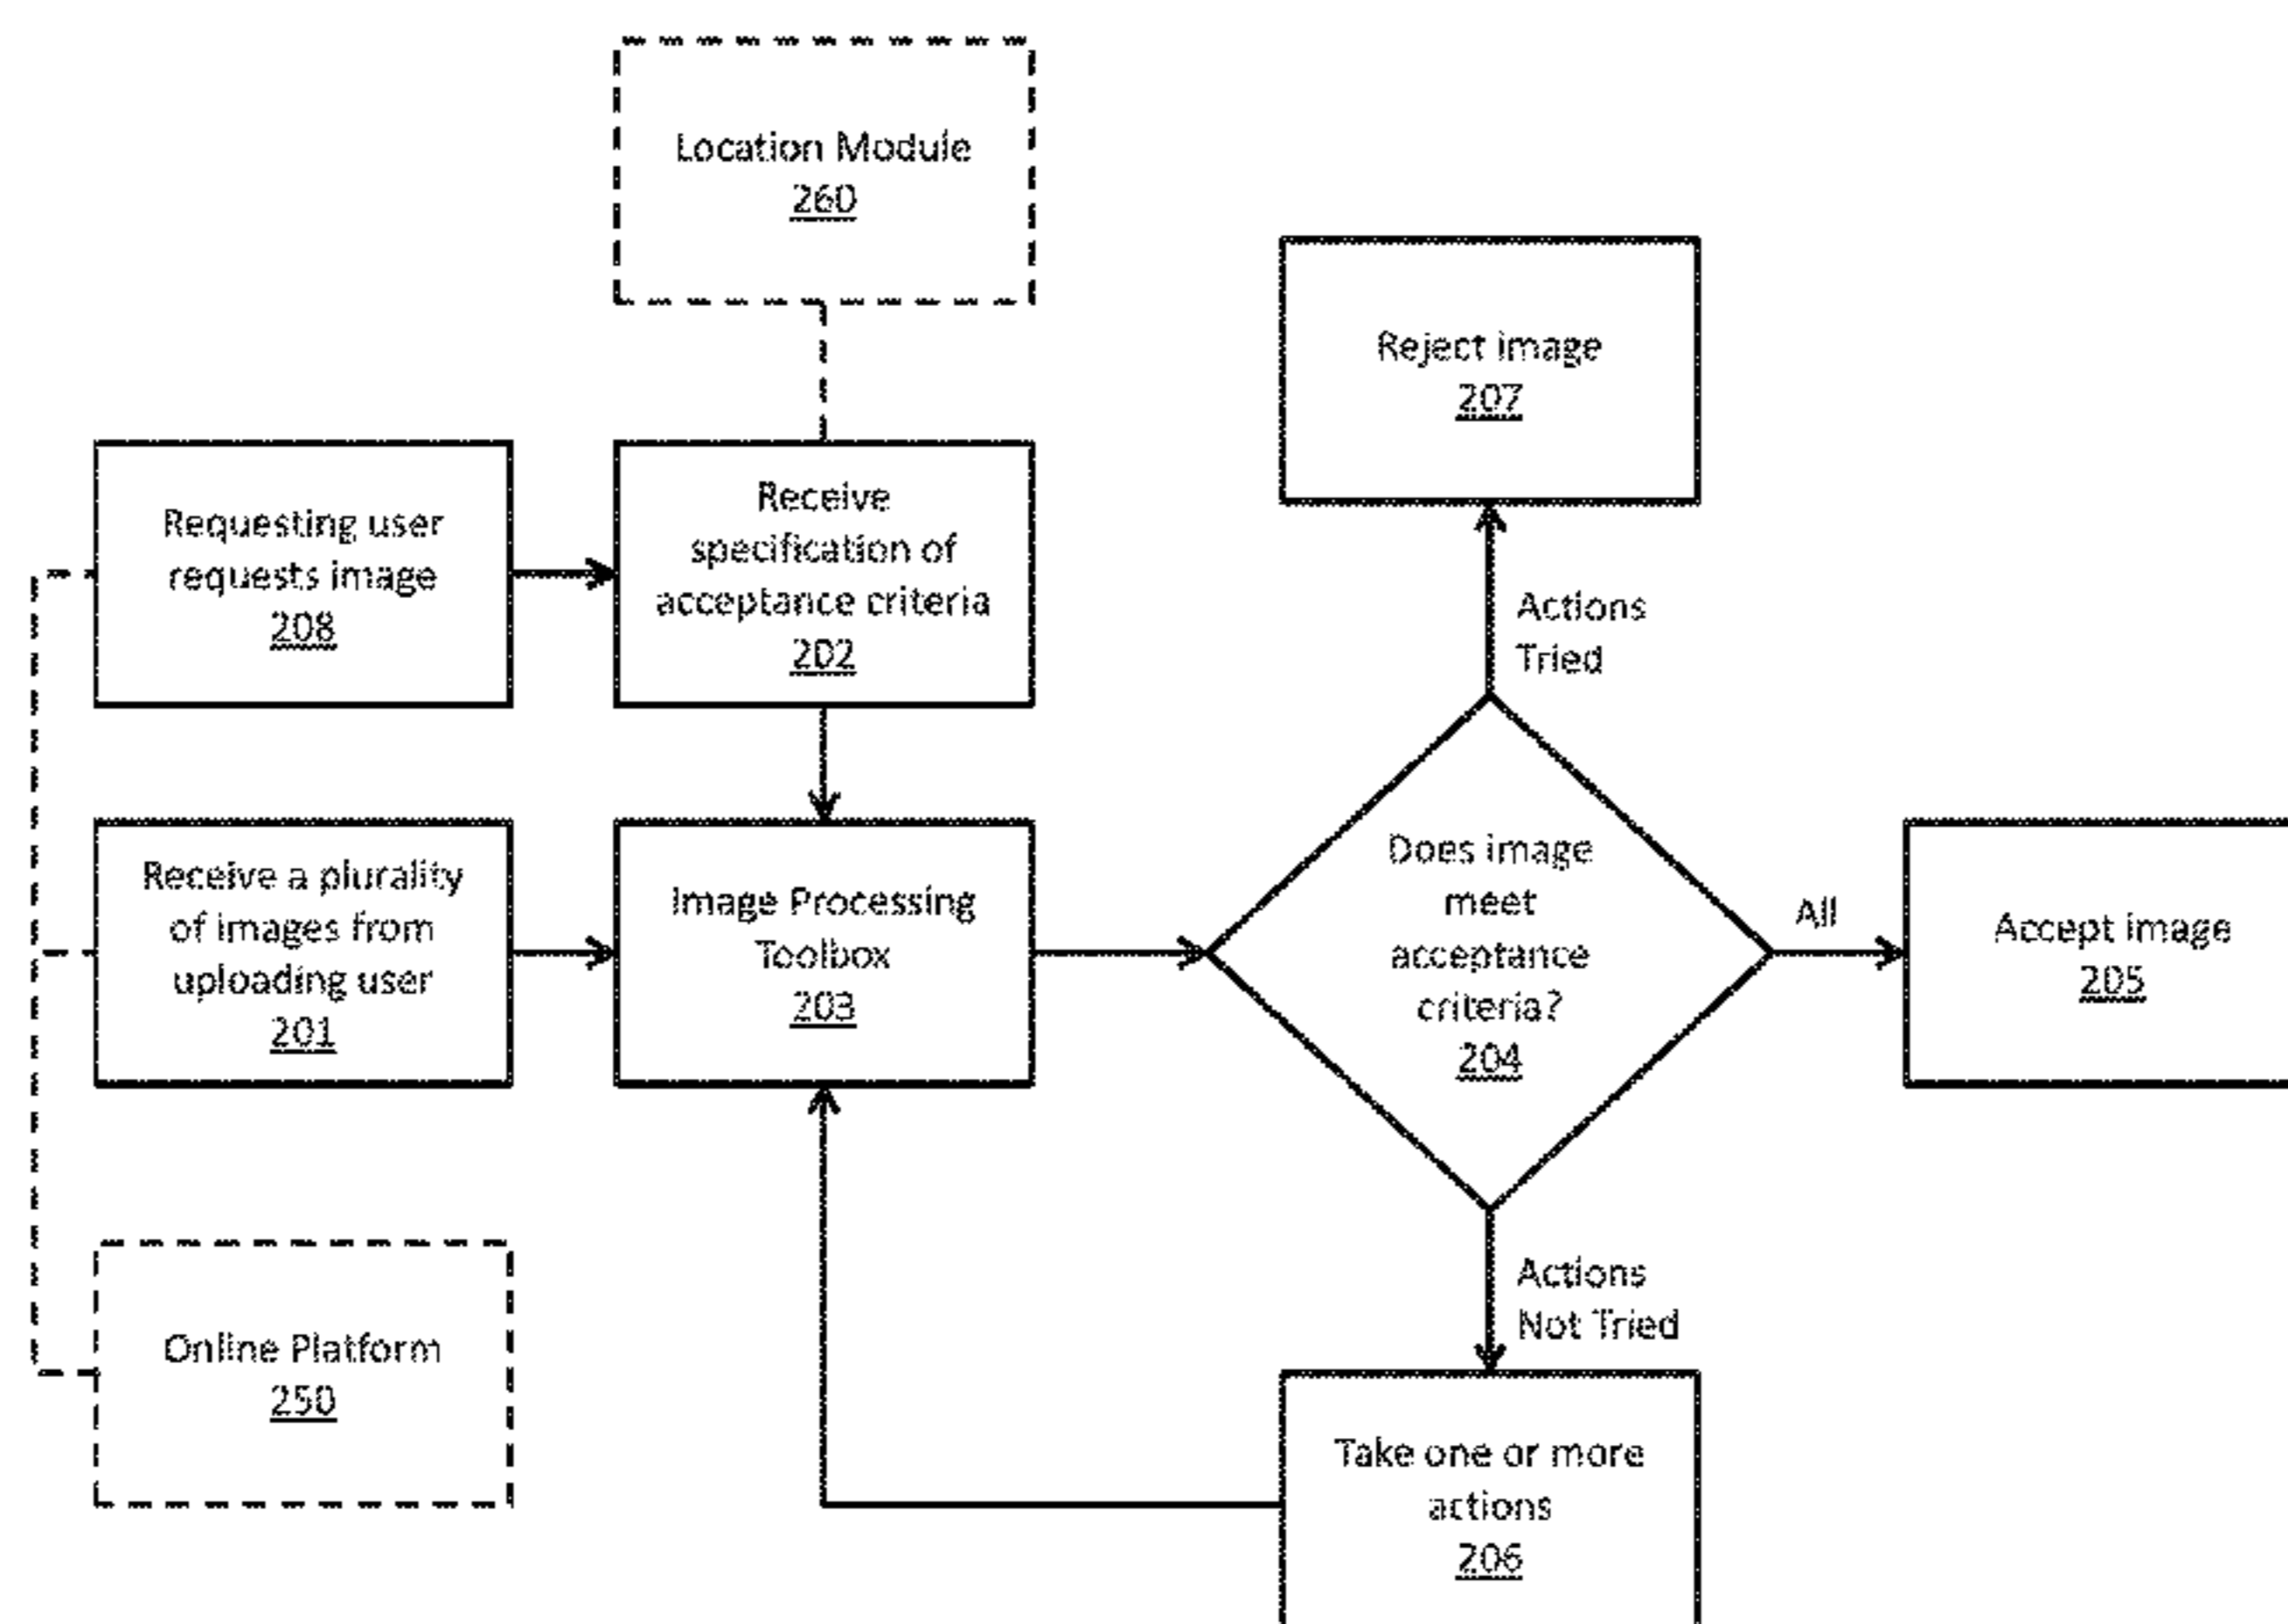 Location Module
260
Reject image
207
Requesting user
requests image
208
Receive
specification of
acceptance criteria
202
Actions
Tried
Receive a plurality
of images from
uploading user
201
Image Processing
Toolbox
203
Does image
meet
acceptance
criteria?
204
All
Accept image
205
Actions
Not Tried
Online Platform
250
Take one or more
actions
206